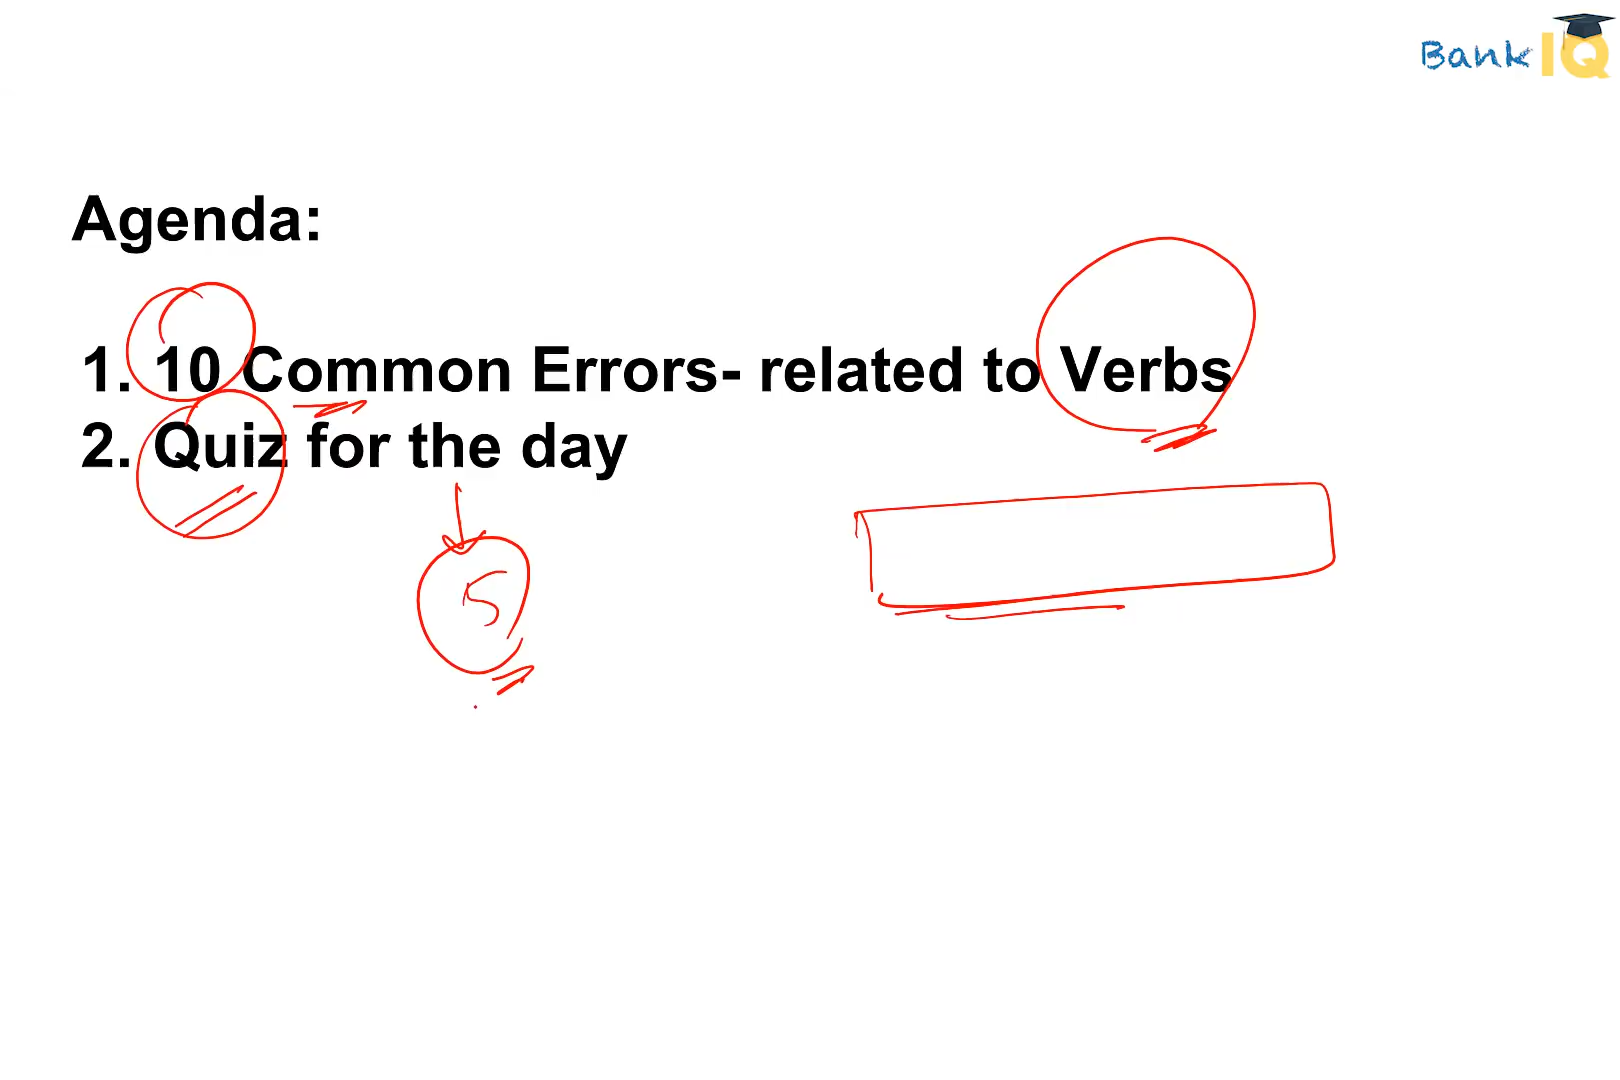 Bank IQ
Agenda:
1. 10 Common Errors- related to Verbs
2. Quiz for the day
5